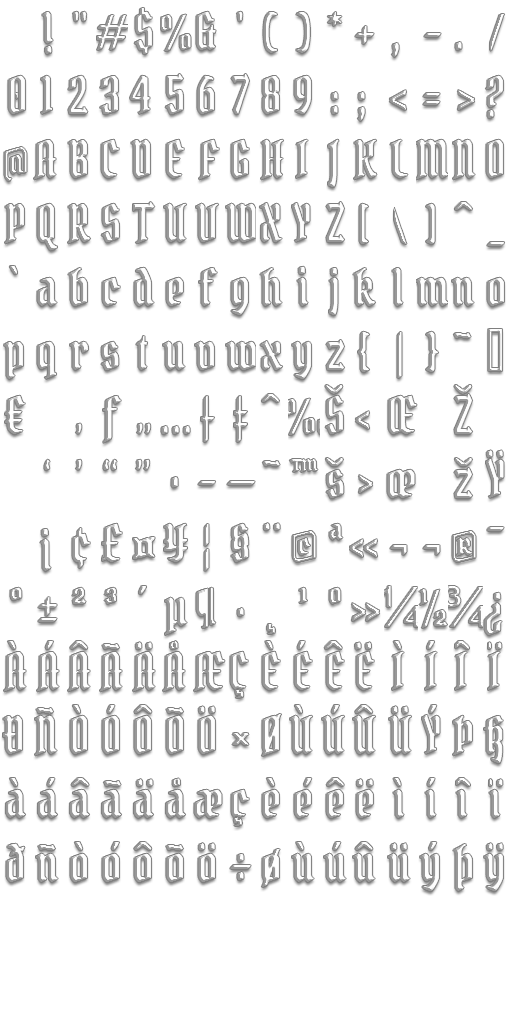 ! " # $ % & ' ( ) * + , - . /
0 1 2 3 4 5 6 7 8 9 : ; < = > ?
@ A B C D E F G H I J K L M N O
P Q R S T U V W X Y Z [ \ ] ^ _
` a b c d e f g h i j k l m n o
p q r s t u v w x y z { | } ~ ▯
€ ‚ ƒ „ … † ‡ ˆ ‰ Š ‹ Œ Ž
‘ ’ “ ” • – — ˜ ™ š › œ ž Ÿ
¡ ¢ £ ¤ ¥ ¦ § ¨ © ª « ¬ ¬ ® ¯
° ± ² ³ ´ µ ¶ · ¸ ¹ º » ¼ ½ ¾ ¿
À Á Â Ã Ä Å Æ Ç È É Ê Ë Ì Í Î Ï
Ð Ñ Ò Ó Ô Õ Ö × Ø Ù Ú Û Ü Ý Þ ß
à á â ã ä å æ ç è é ê ë ì í î ï
ð ñ ò ó ô õ ö ÷ ø ù ú û ü ý þ ÿ